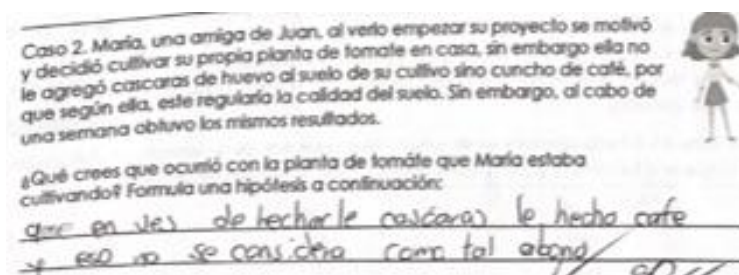 Caso 2. María, una amiga de Juan, al verlo empezar su proyecto se motivó
y decidió cultivar su propia planta de tomate en casa, sin embargo ella no
le agregó cascaras de huevo al suelo de su cultivo sino cuncho de café, por
que según ella, este regularía la calidad del suelo. Sin embargo, al cabo de
una semana obtuvo los mismos resultados.
¿Qué crees que ocurrió con la planta de tomáte que María estaba
cultivando? Formula una hipótesis a continuación:
que en ves de hecharle cascaras le hecho cafe
y eso no se considera como tal abono